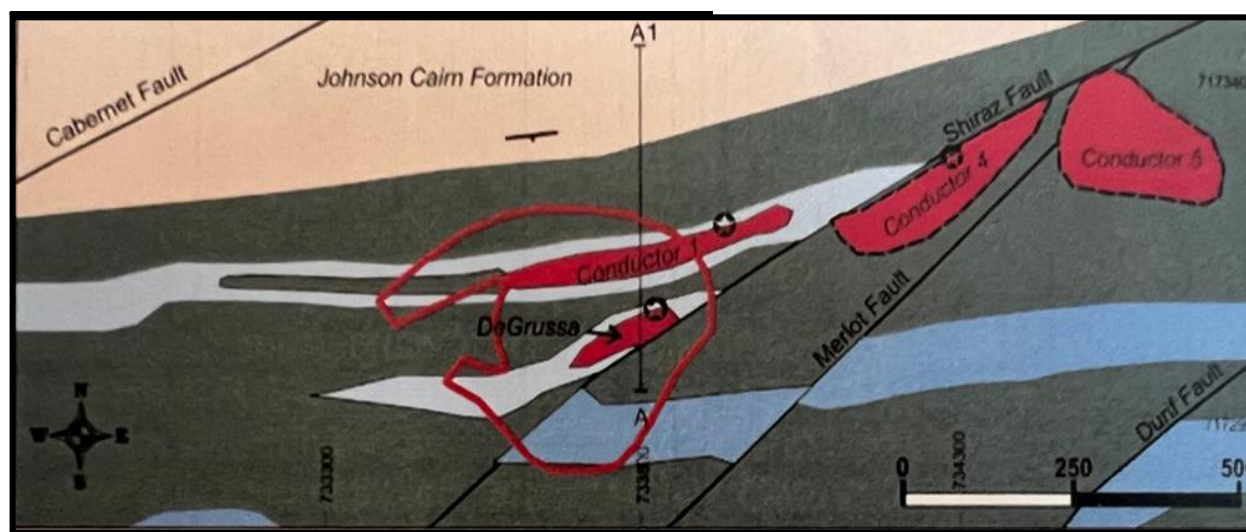 A1
Cabernet Fault
Johnson Cairn Formation
Shiraz Fault
Conductor 4
Conductor 5
Conductor 1
DeGrussa
Merlot Fault
A
Durif Fault
N
W E
S
733300
734300
0 250